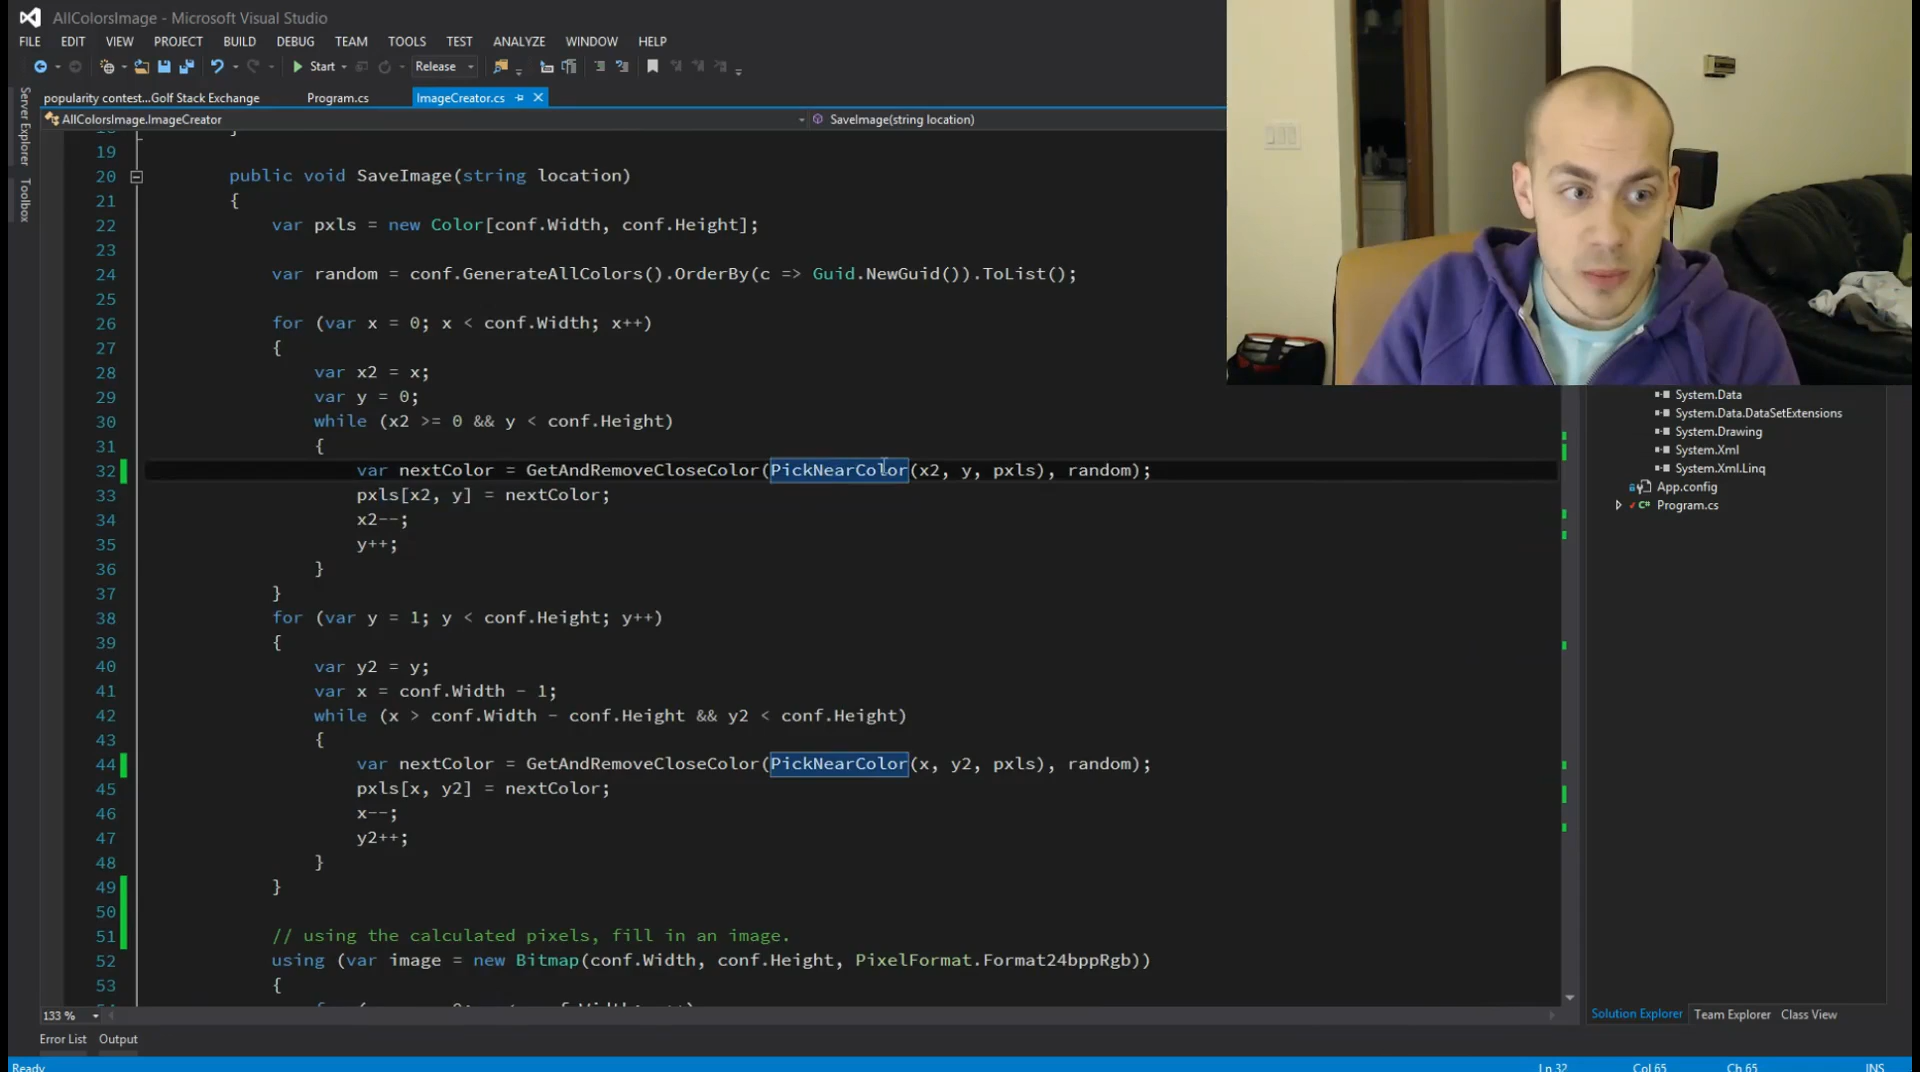 AllColorsImage - Microsoft Visual Studio
FILE EDIT VIEW PROJECT BUILD DEBUG TEAM TOOLS TEST ANALYZE WINDOW HELP
Start Release
popularity contest...Golf Stack Exchange Program.cs ImageCreator.cs
AllColorsImage.ImageCreator SaveImage(string location)
Server Explorer
Toolbox
19
20 public void SaveImage(string location)
21 {
22 var pxls = new Color[conf.Width, conf.Height];
23
24 var random = conf.GenerateAllColors().OrderBy(c => Guid.NewGuid()).ToList();
25
26 for (var x = 0; x < conf.Width; x++)
27 {
28 var x2 = x;
29 var y = 0;
30 while (x2 >= 0 && y < conf.Height)
31 {
32 var nextColor = GetAndRemoveCloseColor(PickNearColor(x2, y, pxls), random);
33 pxls[x2, y] = nextColor;
34 x2--;
35 y++;
36 }
37 }
38 for (var y = 1; y < conf.Height; y++)
39 {
40 var y2 = y;
41 var x = conf.Width - 1;
42 while (x > conf.Width - conf.Height && y2 < conf.Height)
43 {
44 var nextColor = GetAndRemoveCloseColor(PickNearColor(x, y2, pxls), random);
45 pxls[x, y2] = nextColor;
46 x--;
47 y2++;
48 }
49 }
50
51 // using the calculated pixels, fill in an image.
52 using (var image = new Bitmap(conf.Width, conf.Height, PixelFormat.Format24bppRgb))
53 {
System.Data
System.Data.DataSetExtensions
System.Drawing
System.Xml
System.Xml.Linq
App.config
C# Program.cs
133 %
Solution Explorer Team Explorer Class View
Error List Output
Ready Ln 32 Col 65 Ch 65 INS